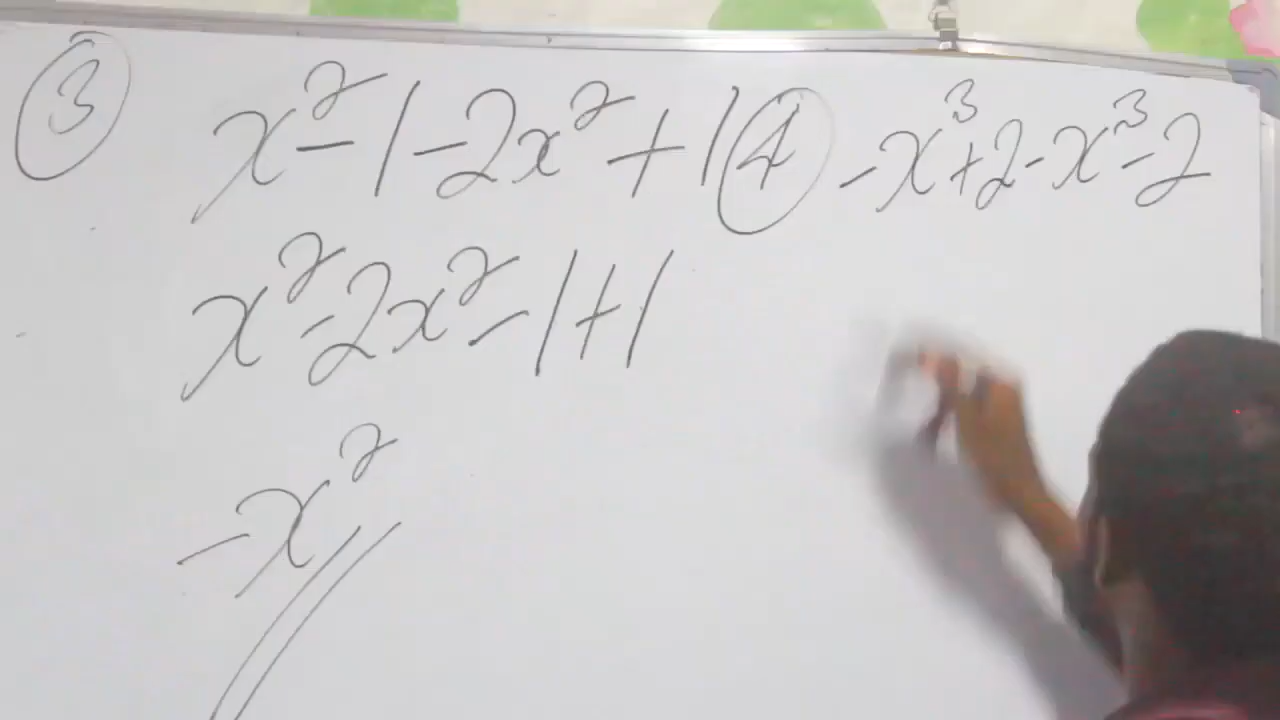 ③ x² - 1 - 2x² + 1
x² - 2x² - 1 + 1
- x²
④ - x³ + 2 - x³ - 2